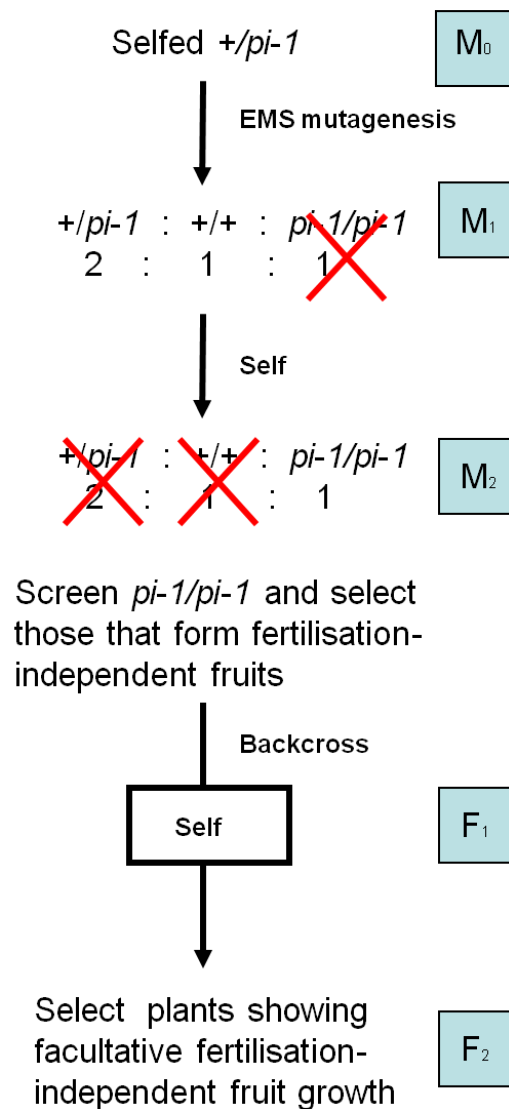 Selfed +/pi-1
M₀
EMS mutagenesis
+/pi-1 : +/+ : pi-1/pi-1
M₁
2 : 1 : 1
Self
+/pi-1 : +/+ : pi-1/pi-1
M₂
2 : 1 : 1
Screen pi-1/pi-1 and select
those that form fertilisation-
independent fruits
Backcross
Self
F₁
Select plants showing
facultative fertilisation-
independent fruit growth
F₂